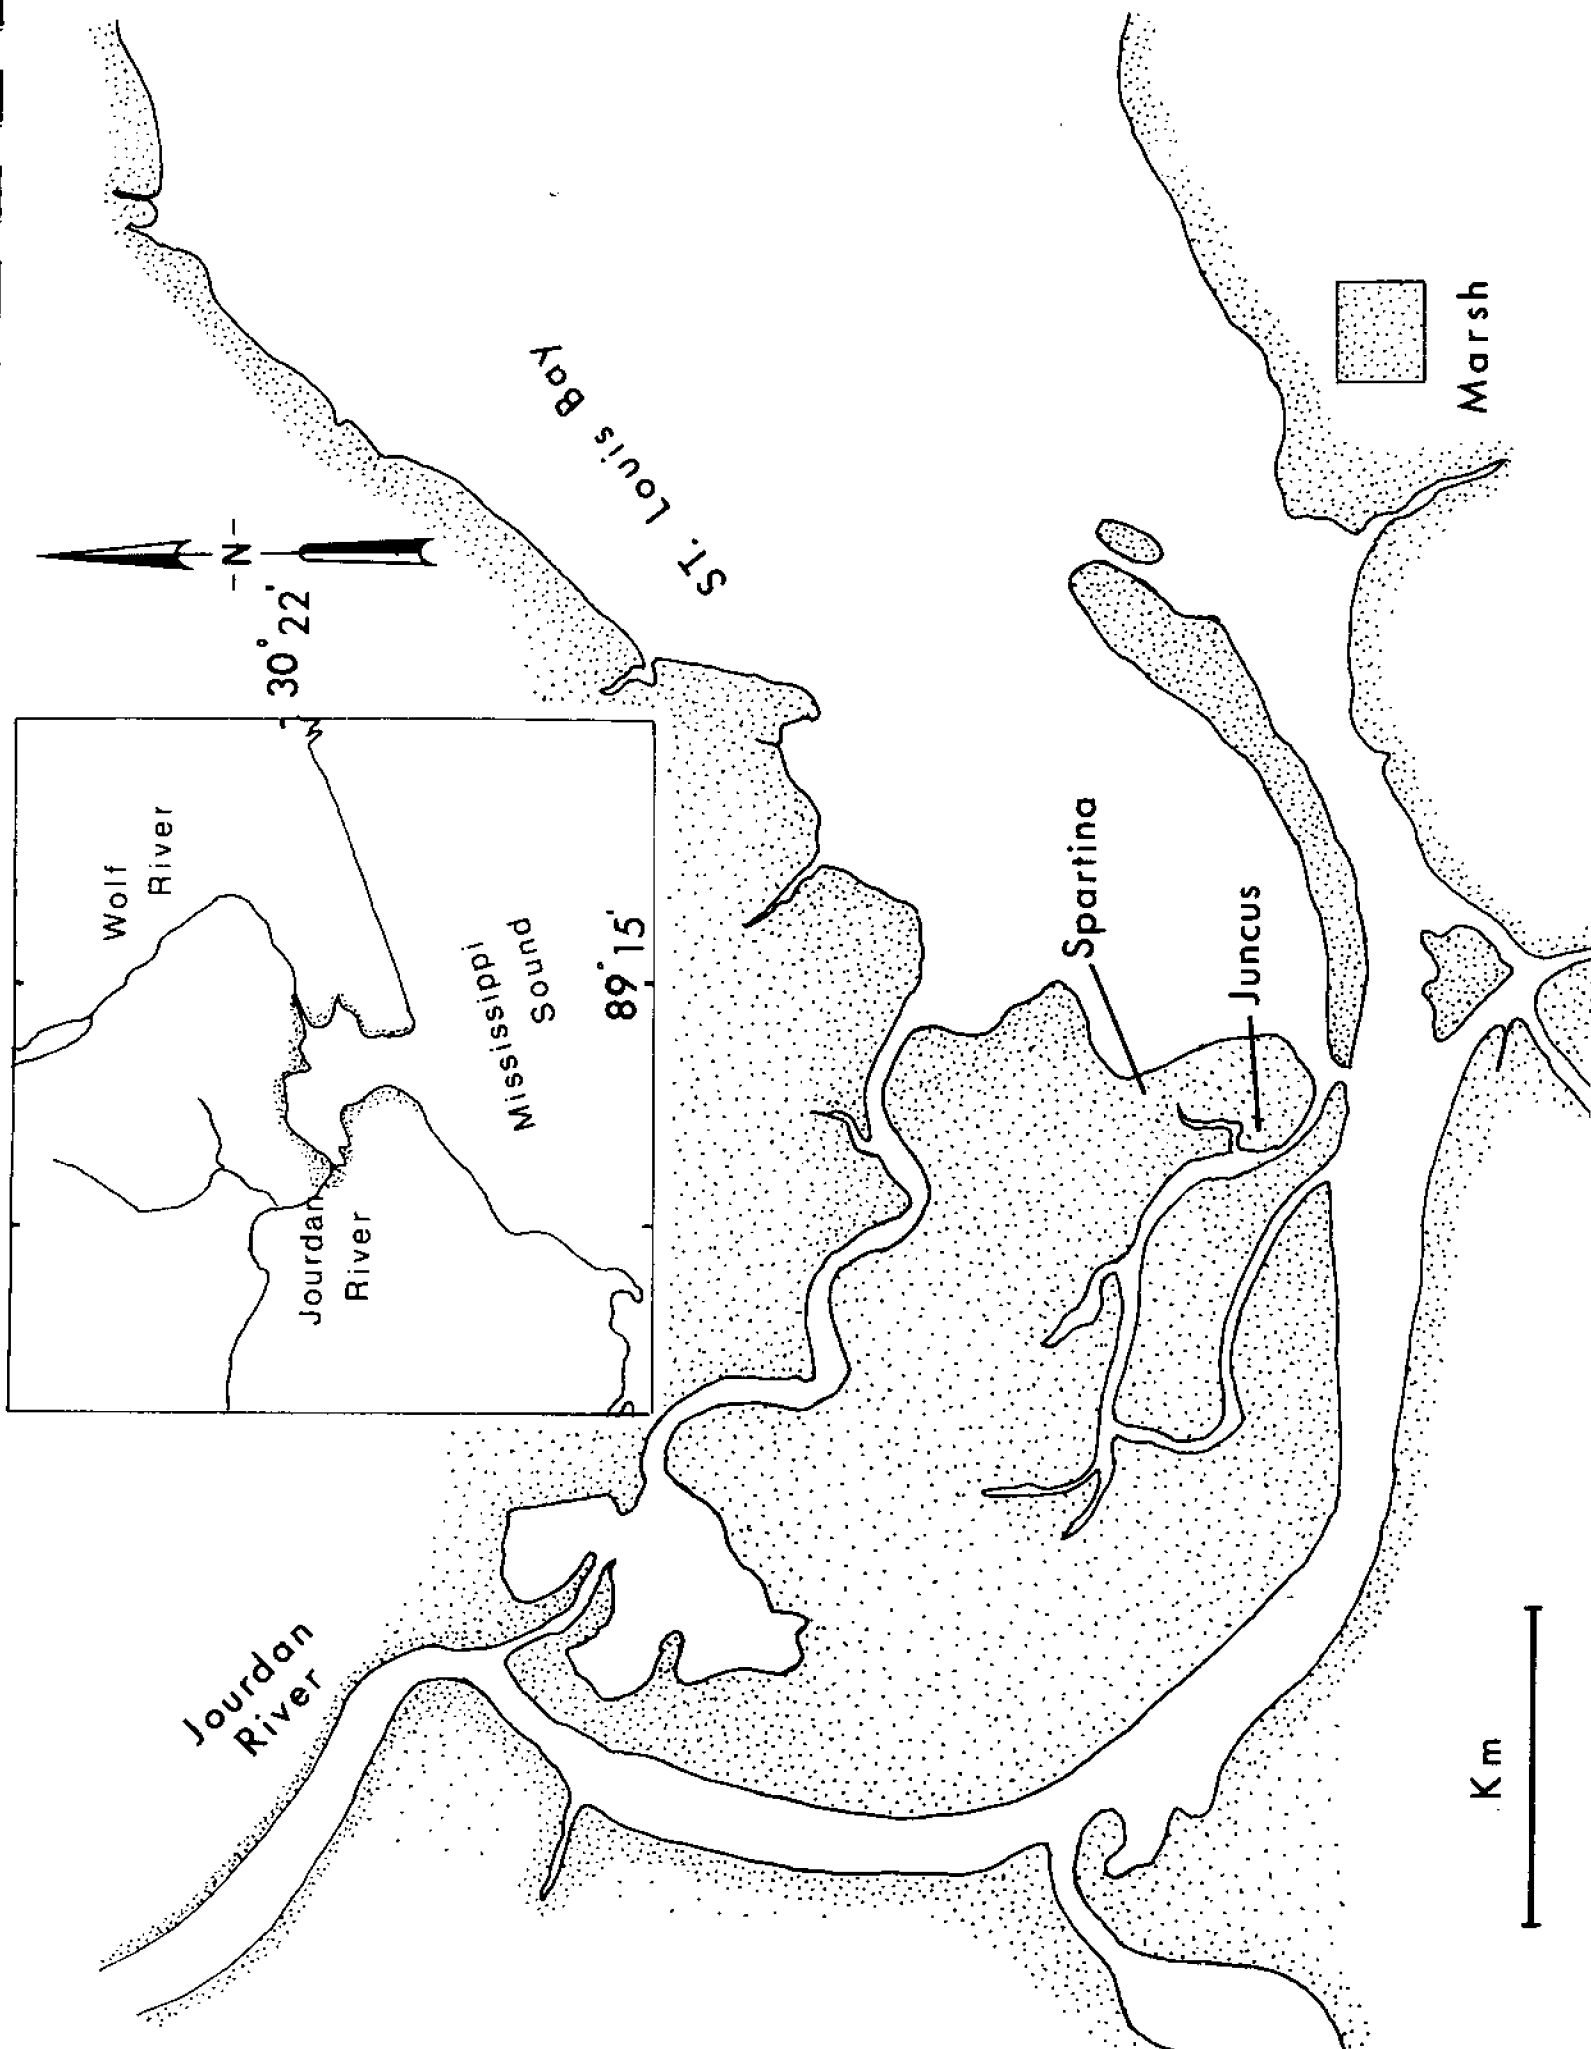 Wolf
River
30° 22'
-N-
Jourdan
River
Mississippi
Sound
89° 15'
ST. Louis Bay
Jourdan
River
Spartina
Juncus
Marsh
Km